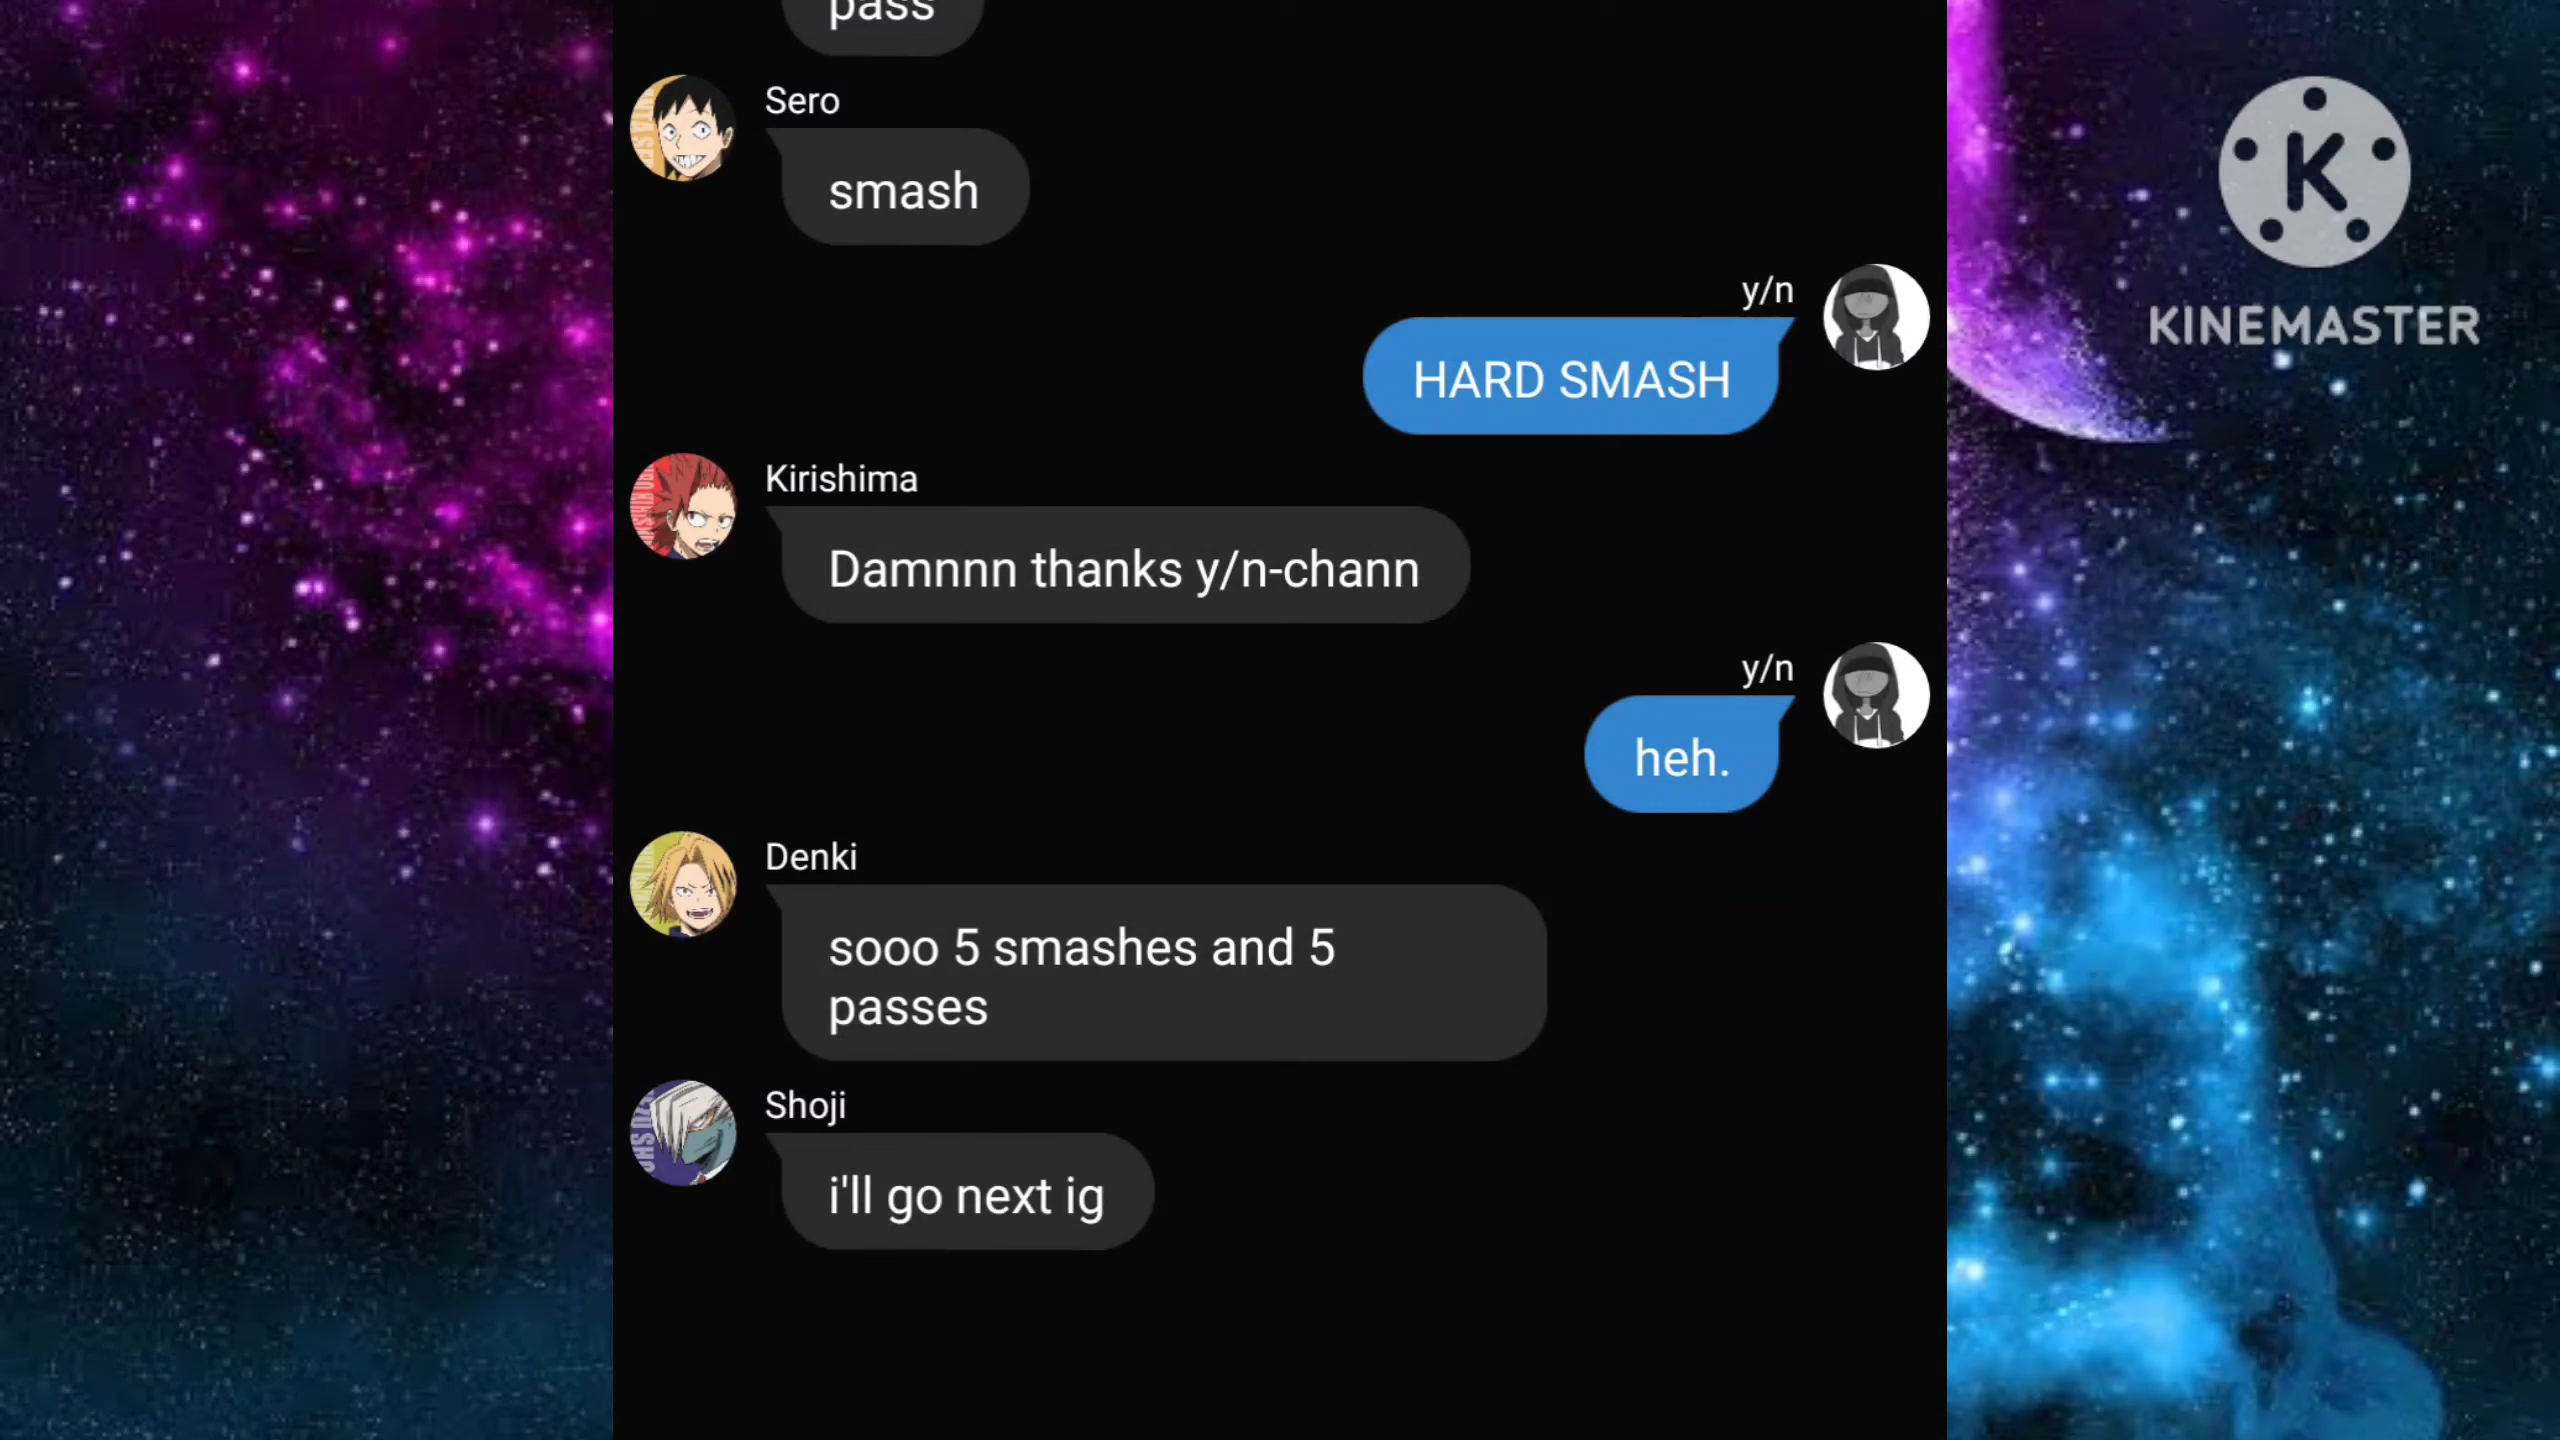 pass
Sero
smash
y/n
HARD SMASH
Kirishima
Damnnn thanks y/n-chann
y/n
heh.
Denki
sooo 5 smashes and 5
passes
Shoji
i'll go next ig
K
KINEMASTER